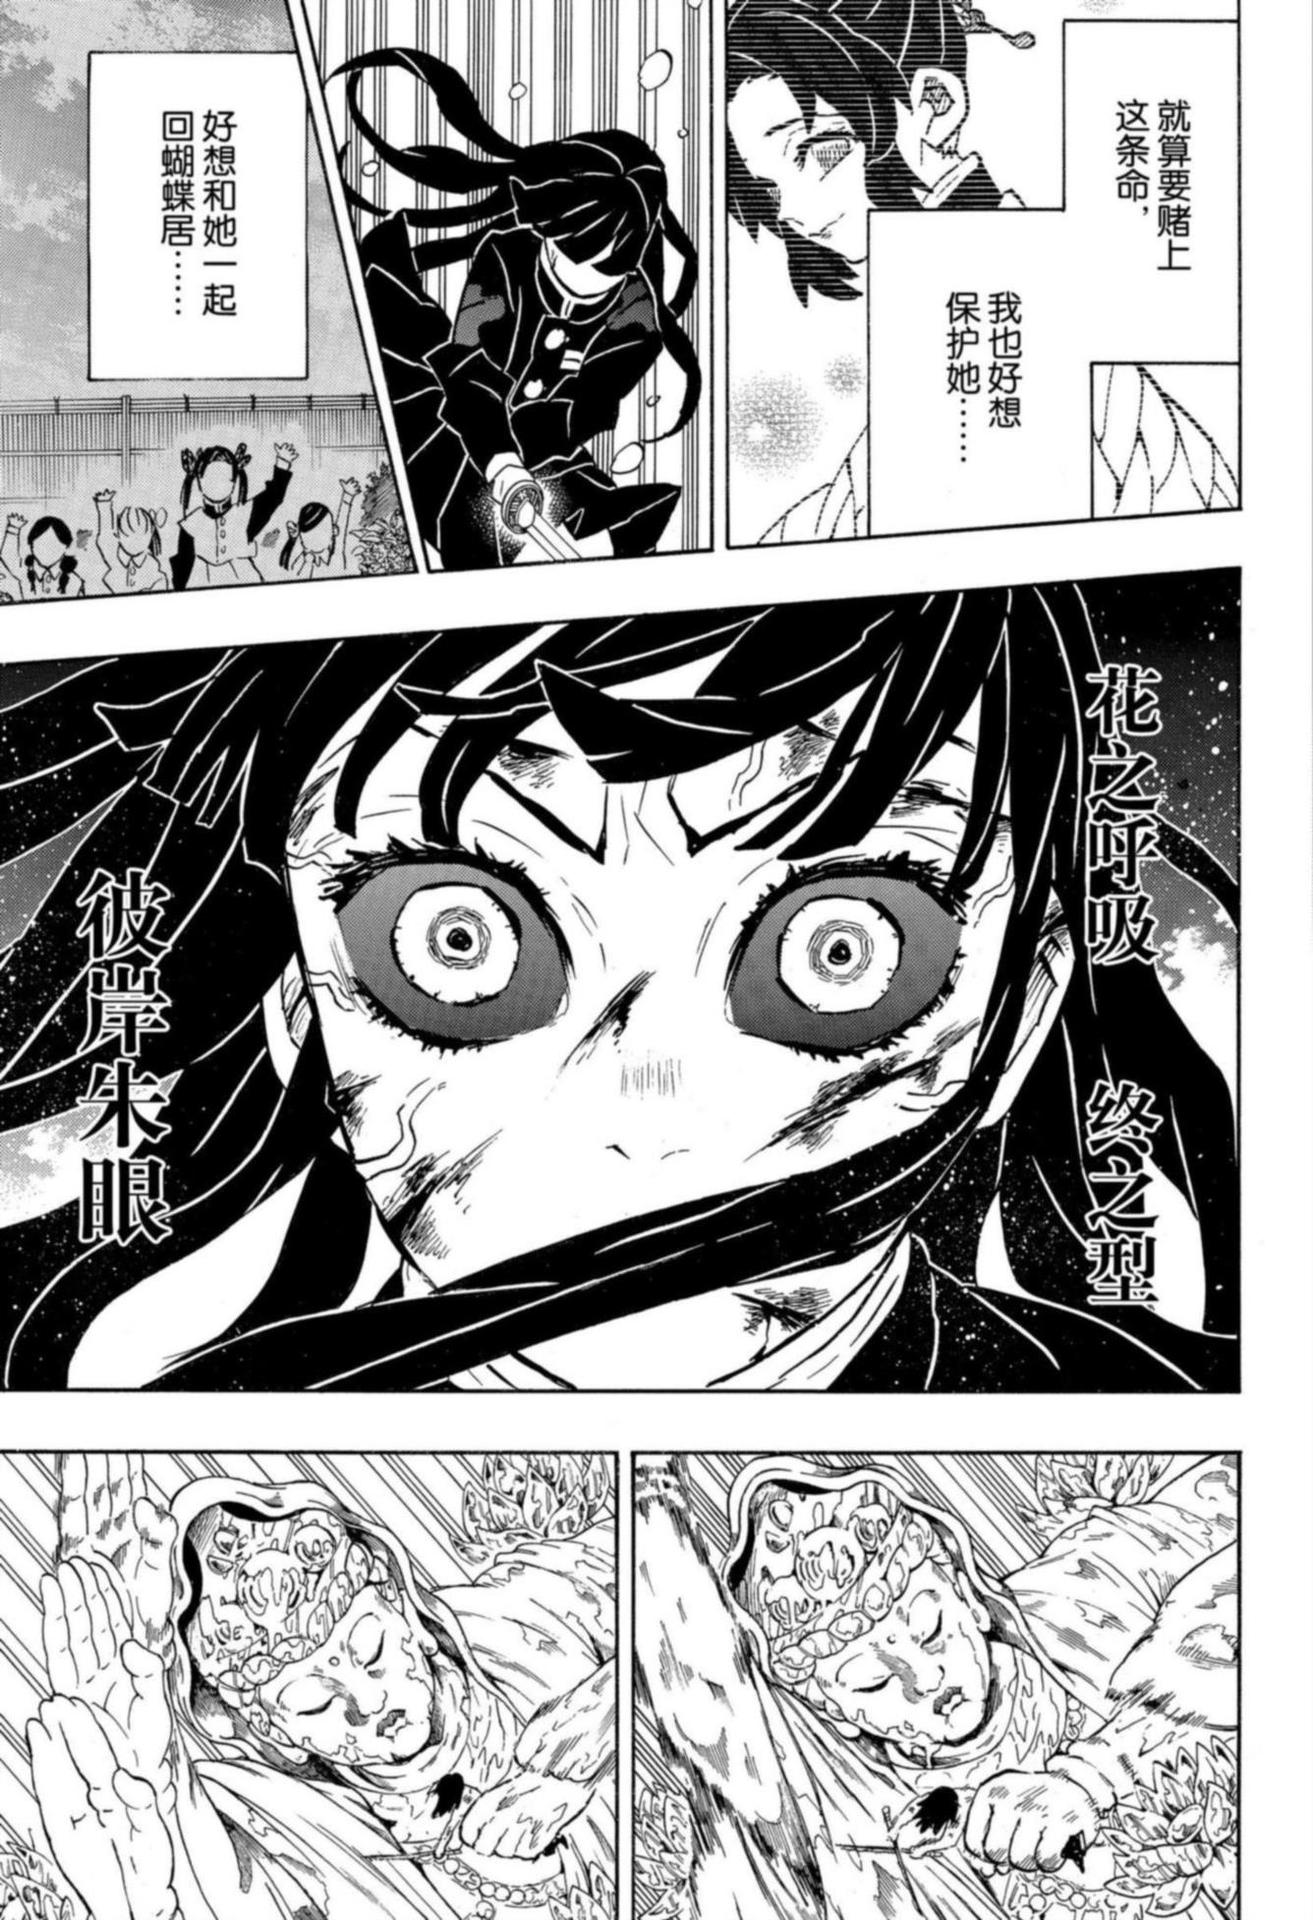 就算要赌上
这条命，
我也好想
保护她……
好想和她一起
回蝴蝶居……
花之呼吸
终之型
彼岸朱眼